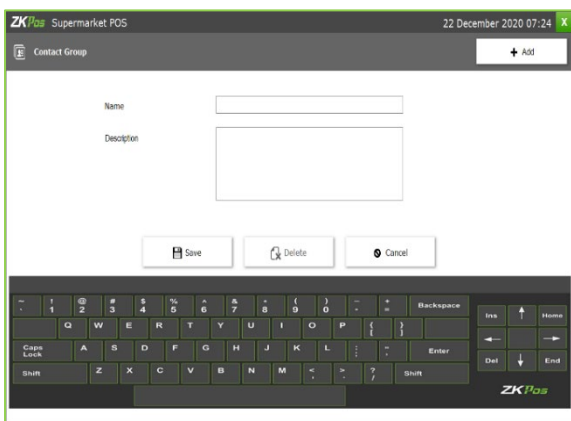 ZKPos Supermarket POS 22 December 2020 07:24 X
Contact Group + Add
Name
Description
Save Delete Cancel
~ ! @ # $ % ^ & * ( ) - + Backspace
1 2 3 4 5 6 7 8 9 0 - =
Q W E R T Y U I O P { }
[ ]
Caps Lock A S D F G H J K L : " Enter
;
Shift Z X C V B N M < > ? Shift
, . /
Ins Home
Del End
ZKPos